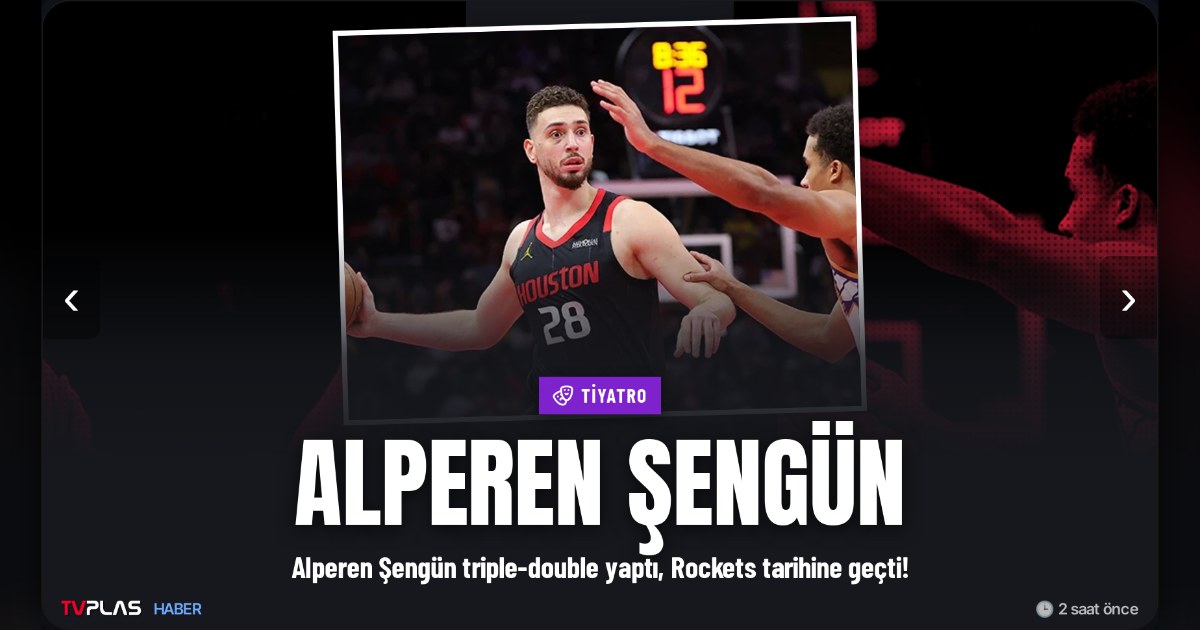 8:36
12
TISSOT
HOUSTON
28
TİYATRO
ALPEREN ŞENGÜN
Alperen Şengün triple-double yaptı, Rockets tarihine geçti!
TVPLAS HABER
2 saat önce